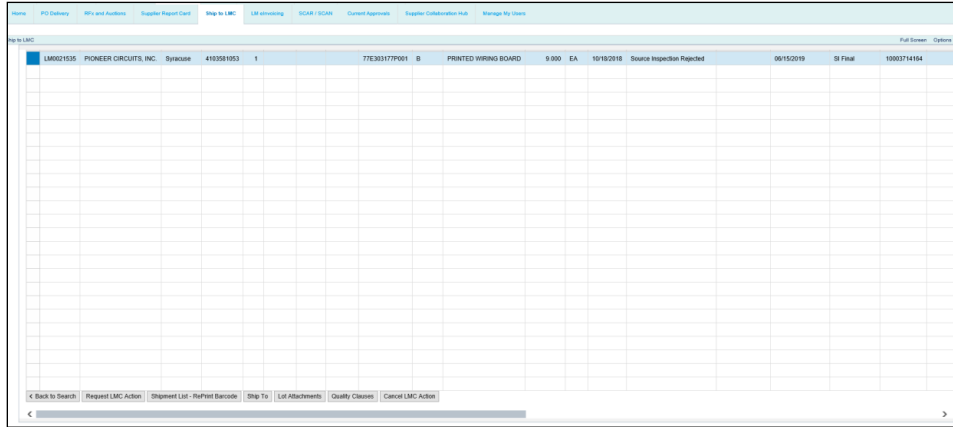 Home PO Delivery RFx and Auctions Supplier Report Card Ship to LMC LM eInvoicing SCAR / SCAN Current Approvals Supplier Collaboration Hub Manage My Users
hip to LMC Full Screen Options
LM0021535 PIONEER CIRCUITS, INC. Syracuse 4103581053 1 77E303177P001 B PRINTED WIRING BOARD 9.000 EA 10/18/2018 Source Inspection Rejected 06/15/2019 SI Final 10003714164
< Back to Search Request LMC Action Shipment List - RePrint Barcode Ship To Lot Attachments Quality Clauses Cancel LMC Action